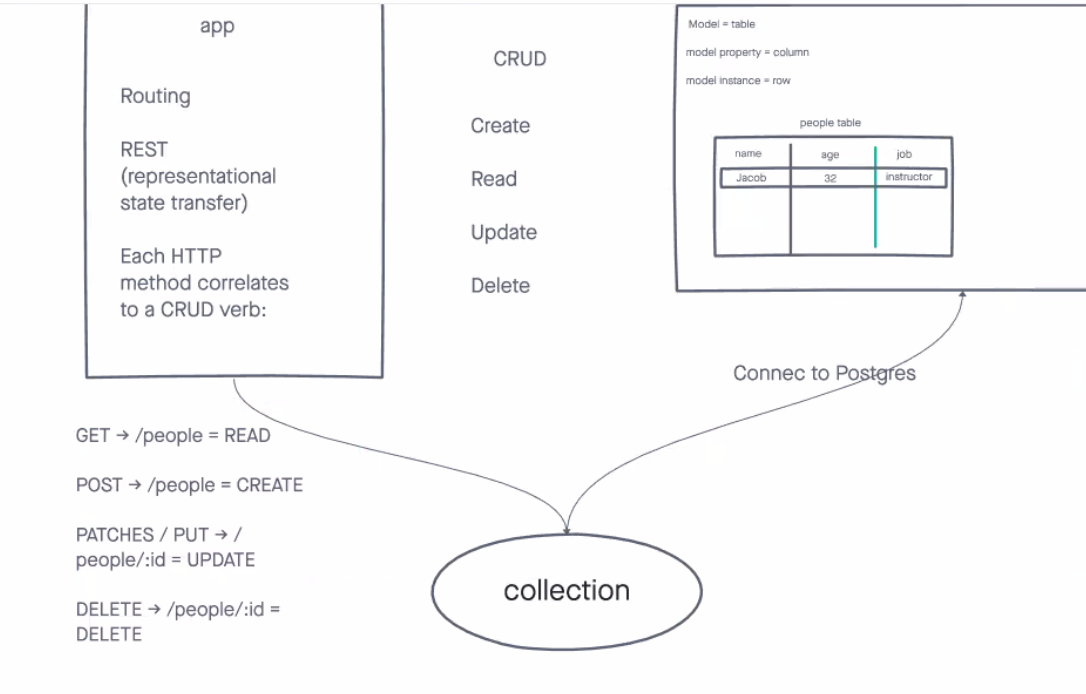 app
Routing
REST
(representational
state transfer)
Each HTTP
method correlates
to a CRUD verb:
CRUD
Create
Read
Update
Delete
Model = table
model property = column
model instance = row
people table
name age job
Jacob 32 instructor
Connec to Postgres
GET → /people = READ
POST → /people = CREATE
PATCHES / PUT → /
people/:id = UPDATE
DELETE → /people/:id =
DELETE
collection